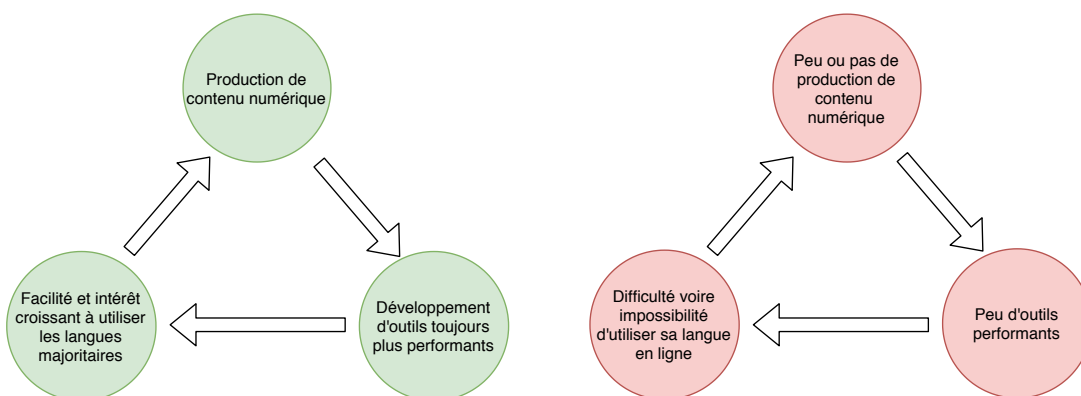 Production de
contenu numérique
Facilité et intérêt
croissant à utiliser
les langues
majoritaires
Développement
d'outils toujours
plus performants
Peu ou pas de
production de
contenu
numérique
Difficulté voire
impossibilité
d'utiliser sa langue
en ligne
Peu d'outils
performants